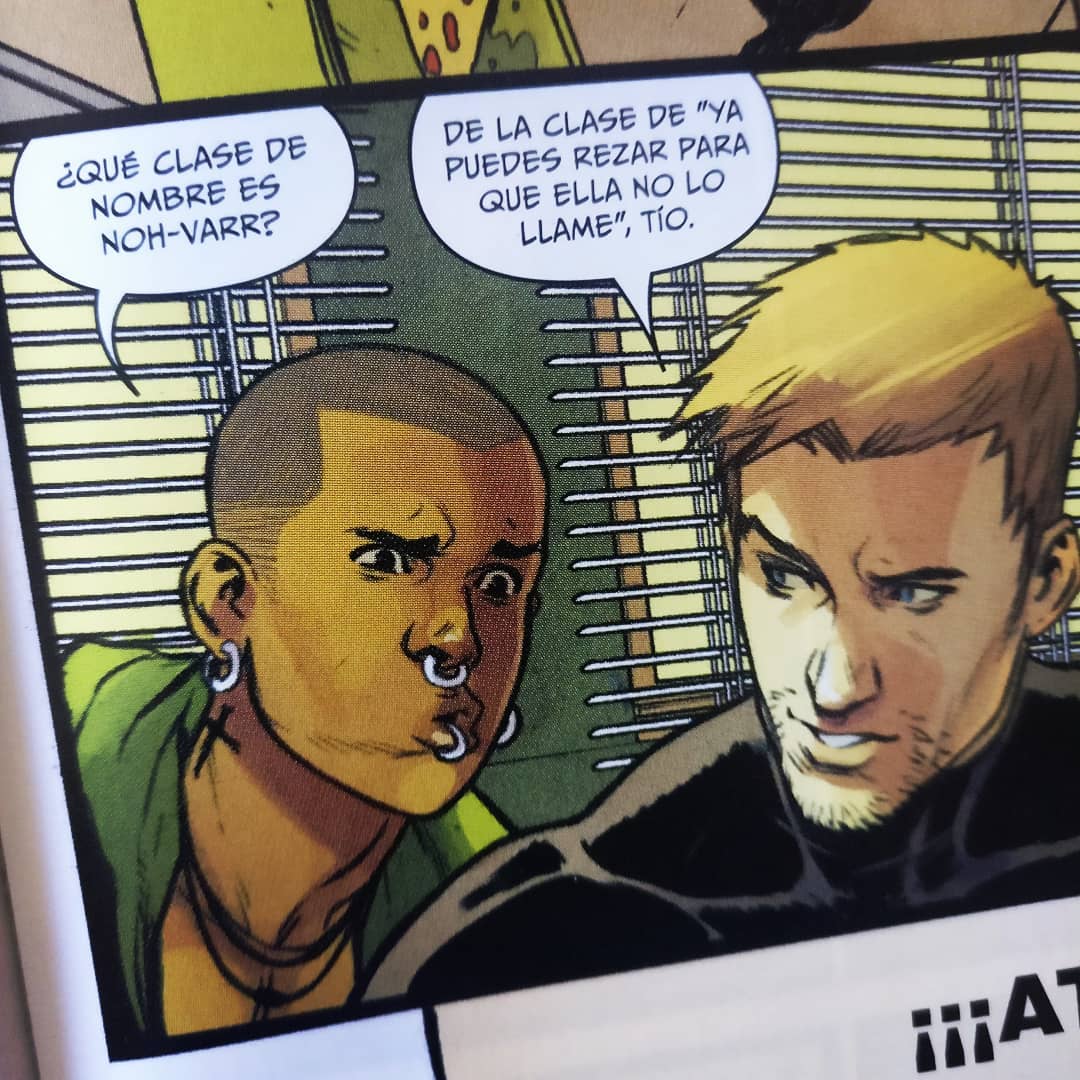 ¿QUÉ CLASE DE
NOMBRE ES
NOH-VARR?
DE LA CLASE DE "YA
PUEDES REZAR PARA
QUE ELLA NO LO
LLAME", TÍO.
¡¡¡AT